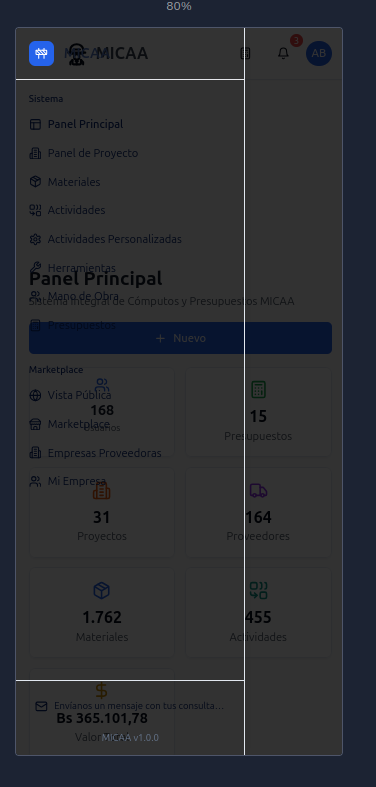 80%
MICAA
MICAA
3
AB
Sistema
Panel Principal
Panel de Proyecto
Materiales
Actividades
Actividades Personalizadas
Herramientas
Panel Principal
Mano de Obra
Sistema Integral de Cómputos y Presupuestos MICAA
Presupuestos
Nuevo
Marketplace
Vista Pública
168
Usuarios
15
Presupuestos
Marketplace
Empresas Proveedoras
Mi Empresa
31
Proyectos
164
Proveedores
1.762
Materiales
455
Actividades
Envíanos un mensaje con tus consulta...
Bs 365.101,78
Valor
MICAA v1.0.0